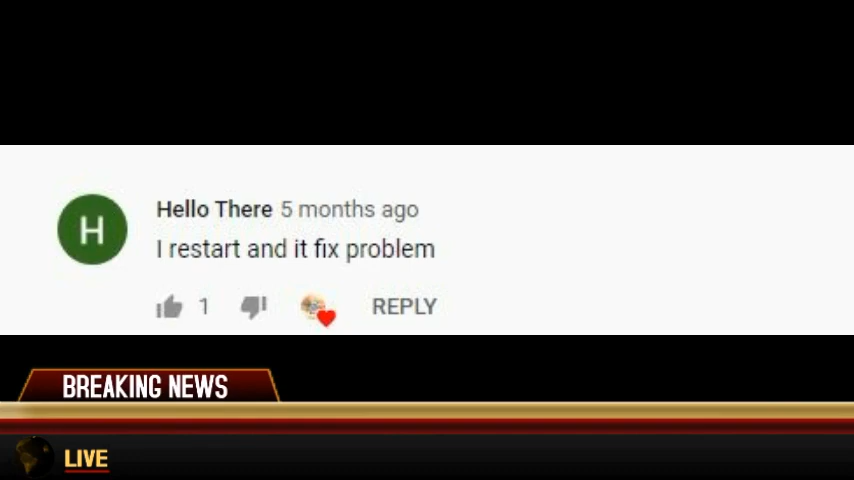 H
Hello There 5 months ago
I restart and it fix problem
1 REPLY
BREAKING NEWS
LIVE